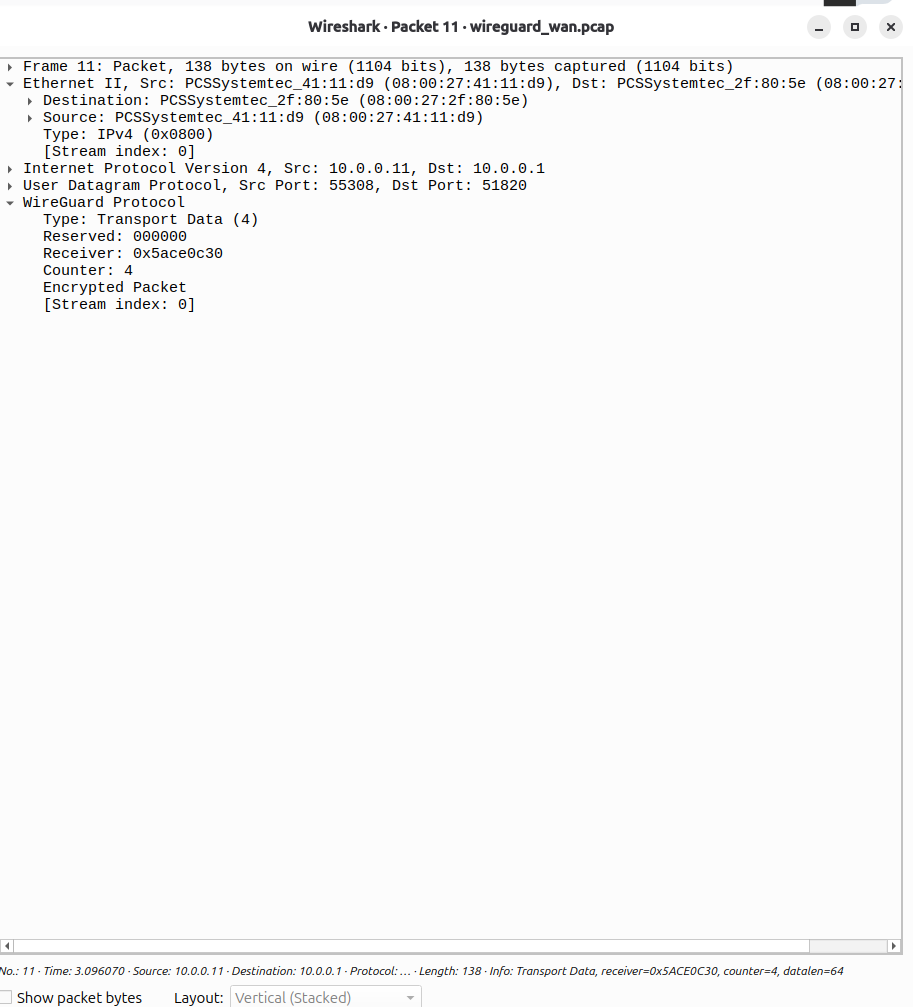 Wireshark · Packet 11 · wireguard_wan.pcap
Frame 11: Packet, 138 bytes on wire (1104 bits), 138 bytes captured (1104 bits)
Ethernet II, Src: PCSSystemtec_41:11:d9 (08:00:27:41:11:d9), Dst: PCSSystemtec_2f:80:5e (08:00:27:
Destination: PCSSystemtec_2f:80:5e (08:00:27:2f:80:5e)
Source: PCSSystemtec_41:11:d9 (08:00:27:41:11:d9)
Type: IPv4 (0x0800)
[Stream index: 0]
Internet Protocol Version 4, Src: 10.0.0.11, Dst: 10.0.0.1
User Datagram Protocol, Src Port: 55308, Dst Port: 51820
WireGuard Protocol
Type: Transport Data (4)
Reserved: 000000
Receiver: 0x5ace0c30
Counter: 4
Encrypted Packet
[Stream index: 0]
No.: 11 · Time: 3.096070 · Source: 10.0.0.11 · Destination: 10.0.0.1 · Protocol: … · Length: 138 · Info: Transport Data, receiver=0x5ACE0C30, counter=4, datalen=64
Show packet bytes Layout: Vertical (Stacked)